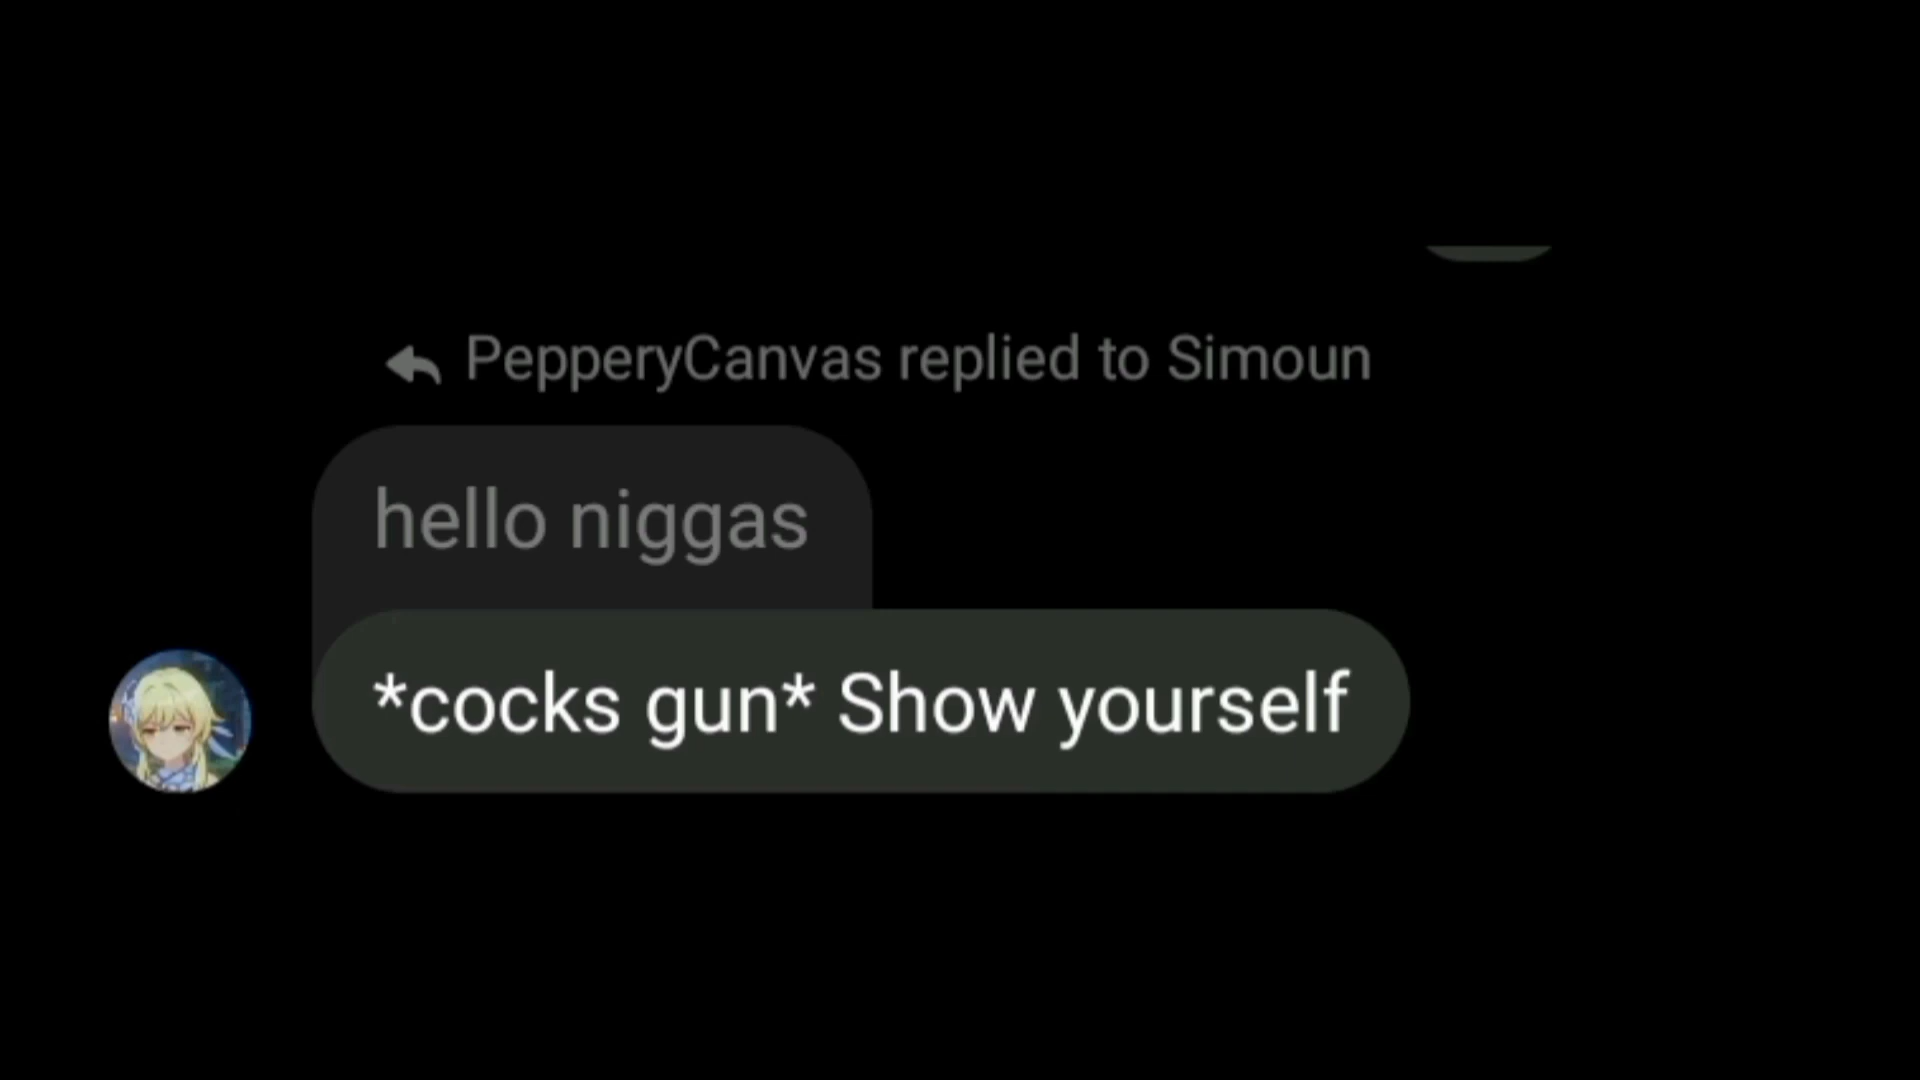 PepperyCanvas replied to Simoun
hello niggas
*cocks gun* Show yourself